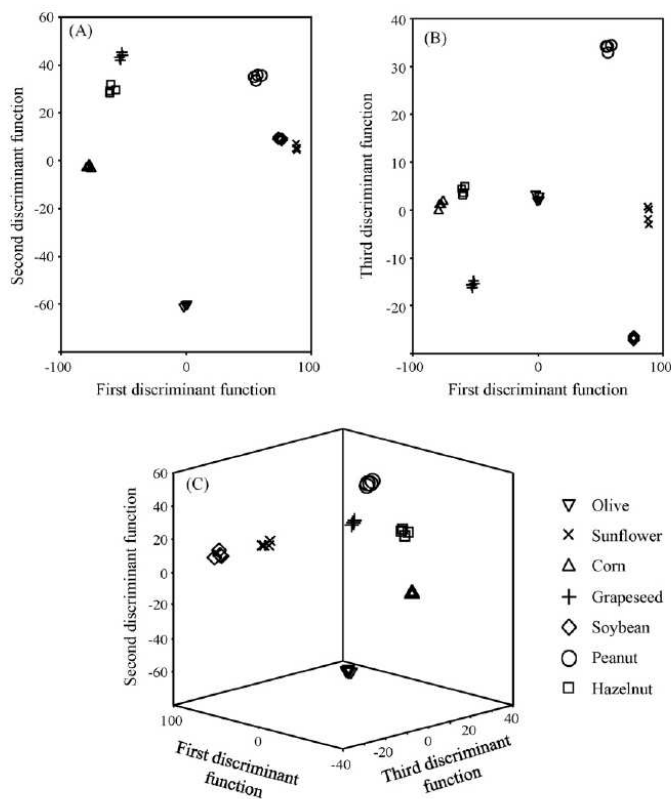 (A)
60
40
20
0
-20
-40
-60
Second discriminant function
-100
0
100
First discriminant function
(B)
40
30
20
10
0
-10
-20
Third discriminant function
-100
0
100
First discriminant function
(C)
60
40
20
0
-20
-40
-60
Second discriminant function
100
0
-40
First discriminant
function
-20
0
20
40
Third discriminant
function
Olive
Sunflower
Corn
Grapeseed
Soybean
Peanut
Hazelnut